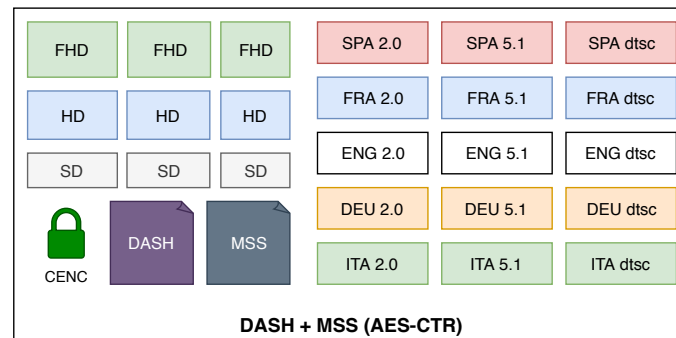 FHD FHD FHD
HD HD HD
SD SD SD
CENC
DASH
MSS
SPA 2.0 SPA 5.1 SPA dtsc
FRA 2.0 FRA 5.1 FRA dtsc
ENG 2.0 ENG 5.1 ENG dtsc
DEU 2.0 DEU 5.1 DEU dtsc
ITA 2.0 ITA 5.1 ITA dtsc
DASH + MSS (AES-CTR)